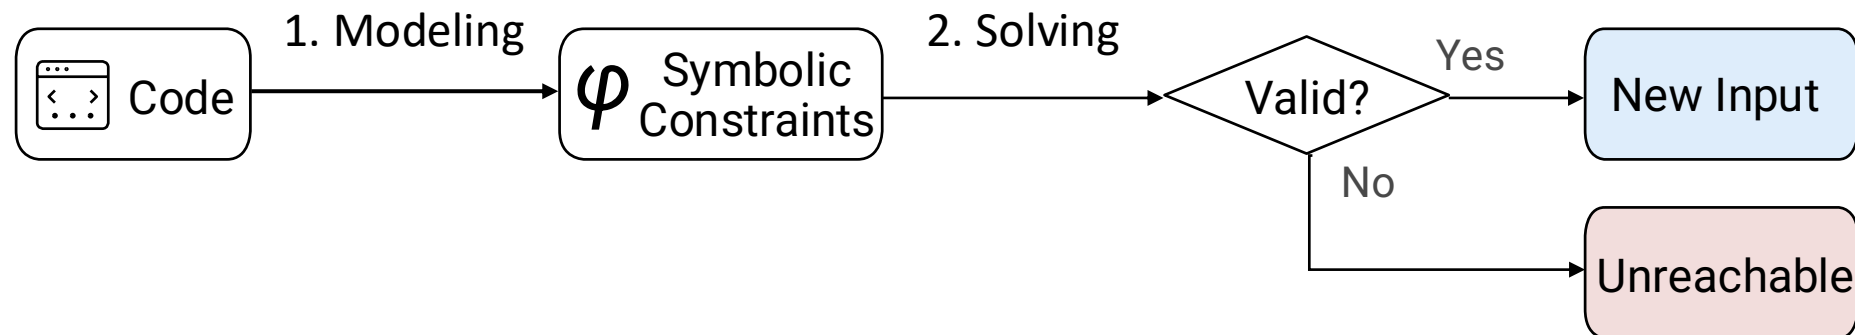 1. Modeling
2. Solving
Code
φ Symbolic
Constraints
Valid?
Yes
New Input
No
Unreachable